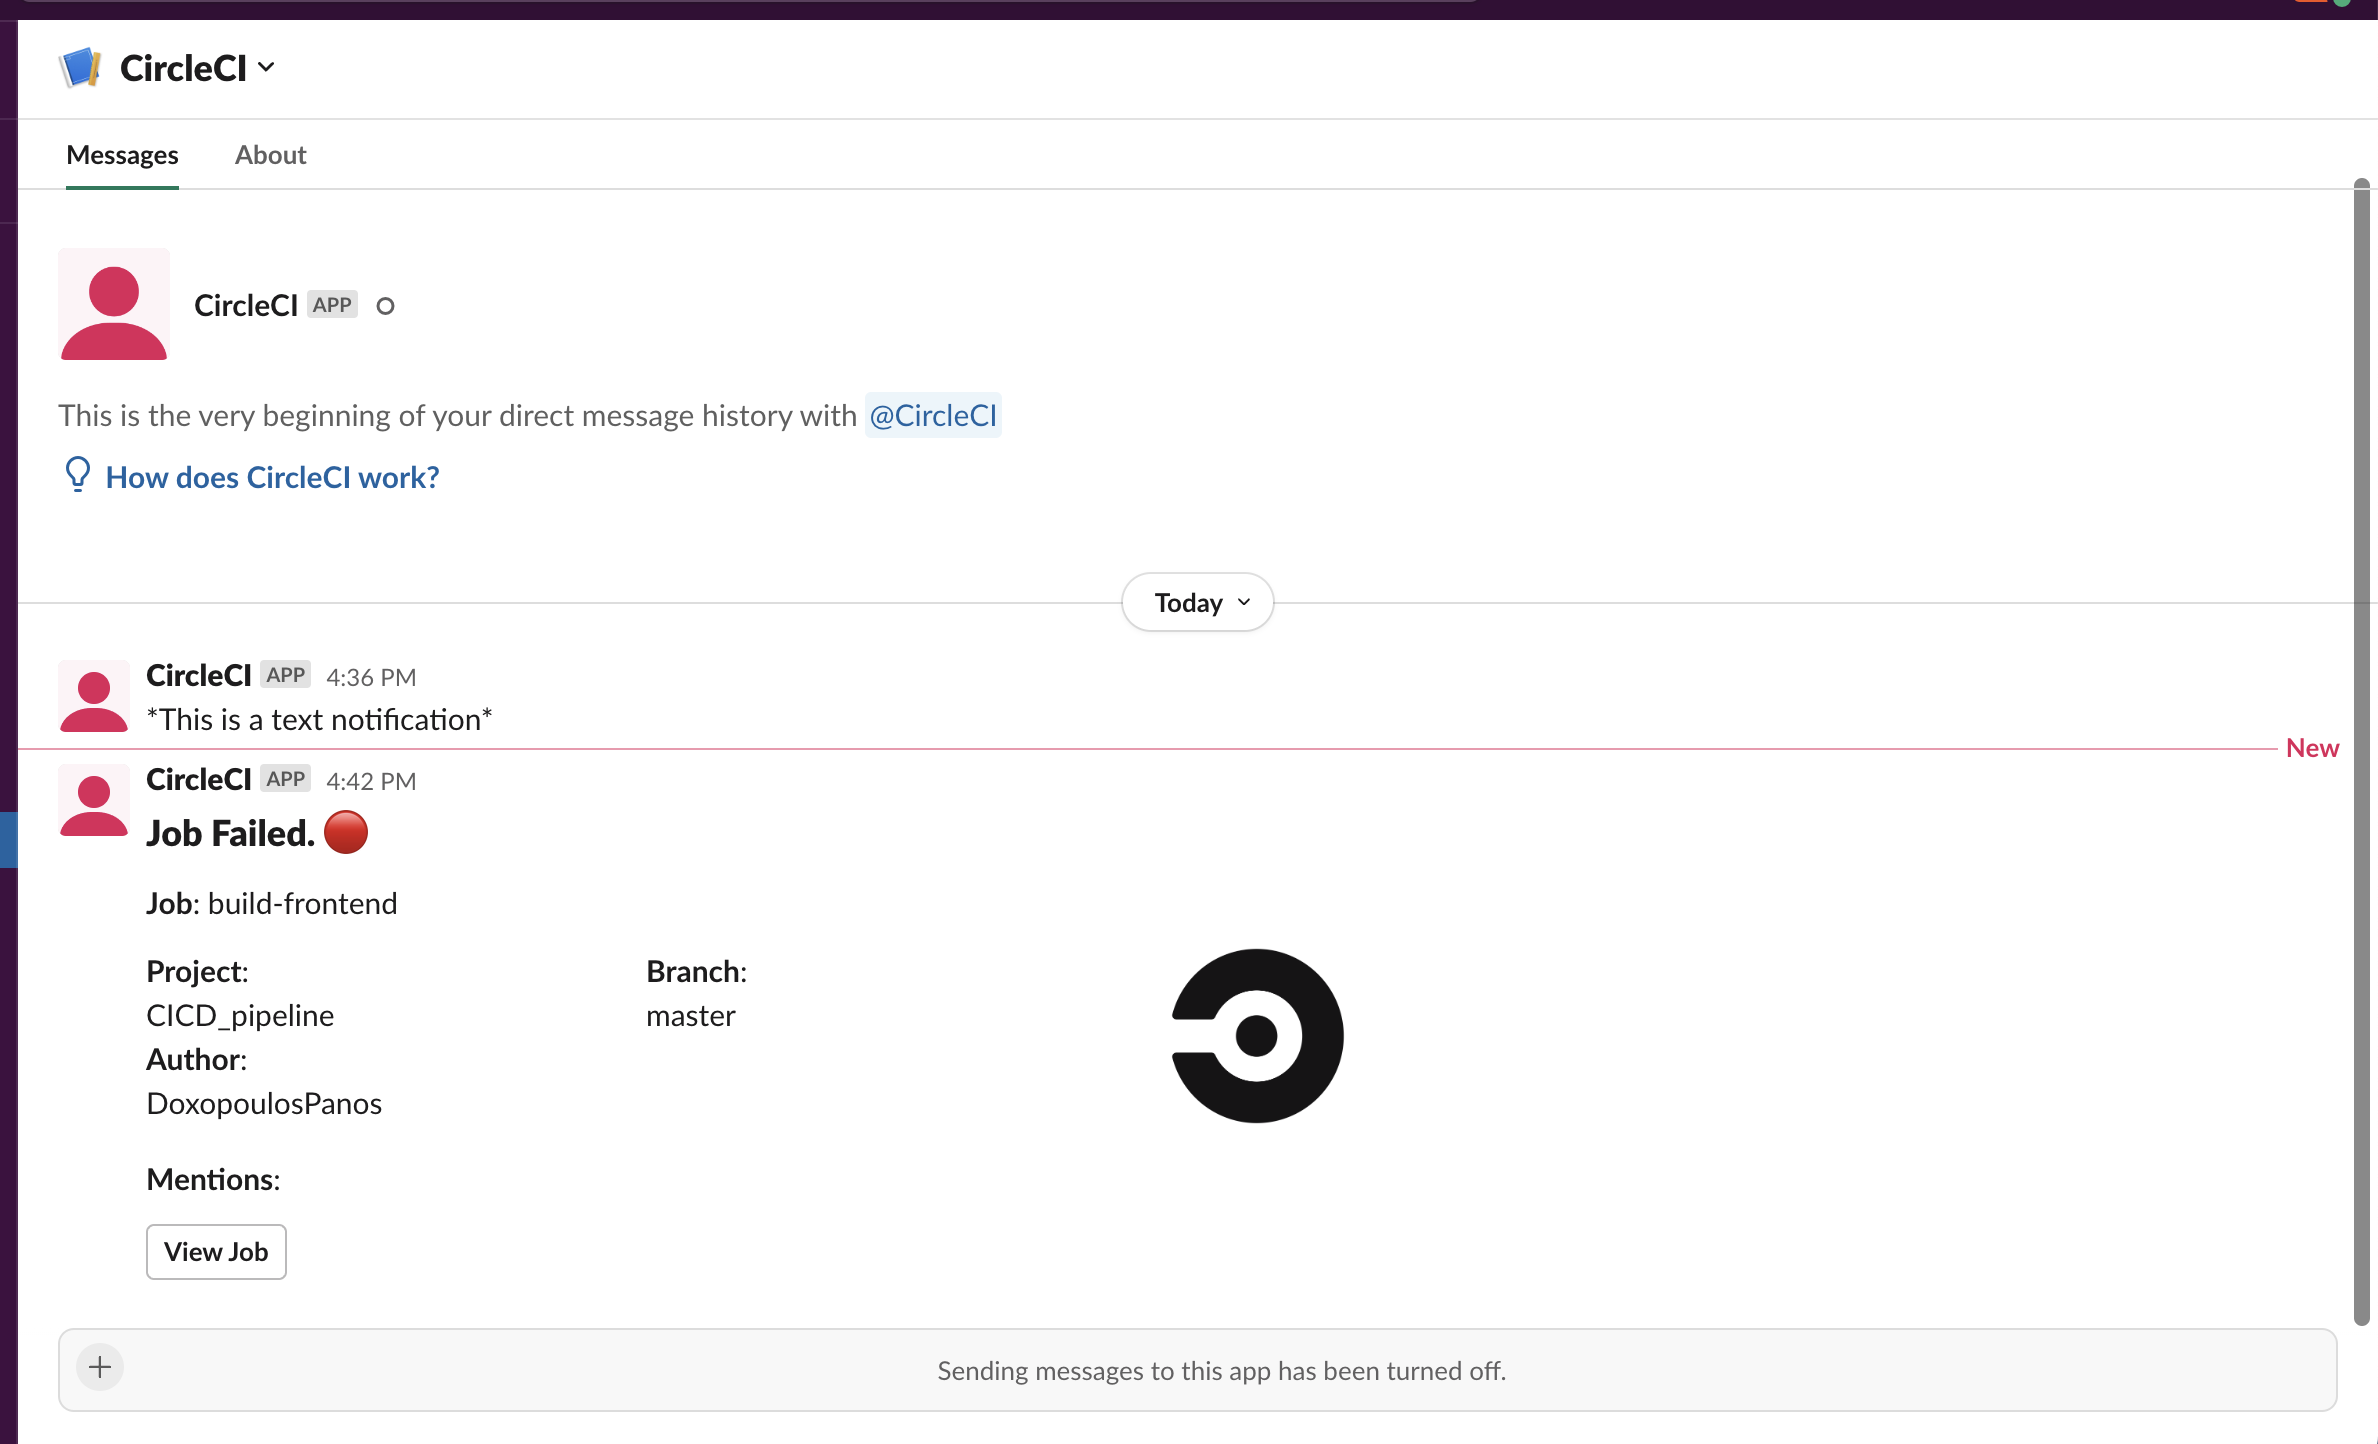 CircleCI
Messages About
CircleCI APP
This is the very beginning of your direct message history with @CircleCI
How does CircleCI work?
Today
CircleCI APP 4:36 PM
*This is a text notification*
New
CircleCI APP 4:42 PM
Job Failed.
Job: build-frontend
Project: Branch:
CICD_pipeline master
Author:
DoxopoulosPanos
Mentions:
View Job
Sending messages to this app has been turned off.